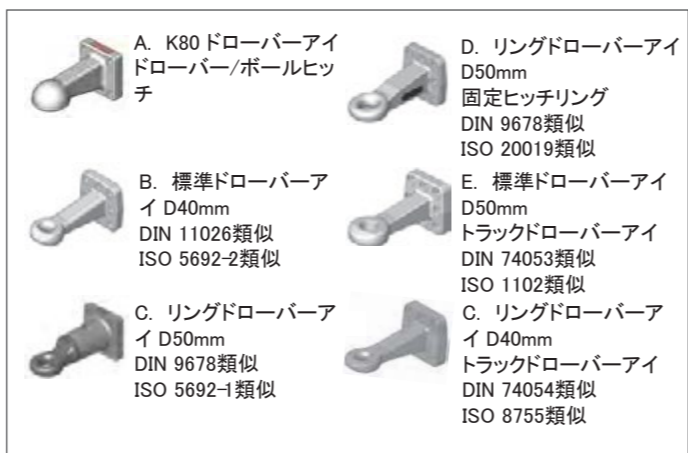 A. K80 ドローバーアイ
ドローバー/ボールヒッ
チ
B. 標準ドローバーア
イ D40mm
DIN 11026類似
ISO 5692-2類似
C. リングドローバーア
イ D50mm
DIN 9678類似
ISO 5692-1類似
D. リングドローバーアイ
D50mm
固定ヒッチリング
DIN 9678類似
ISO 20019類似
E. 標準ドローバーアイ
D50mm
トラックドローバーアイ
DIN 74053類似
ISO 1102類似
C. リングドローバーア
イ D40mm
トラックドローバーアイ
DIN 74054類似
ISO 8755類似